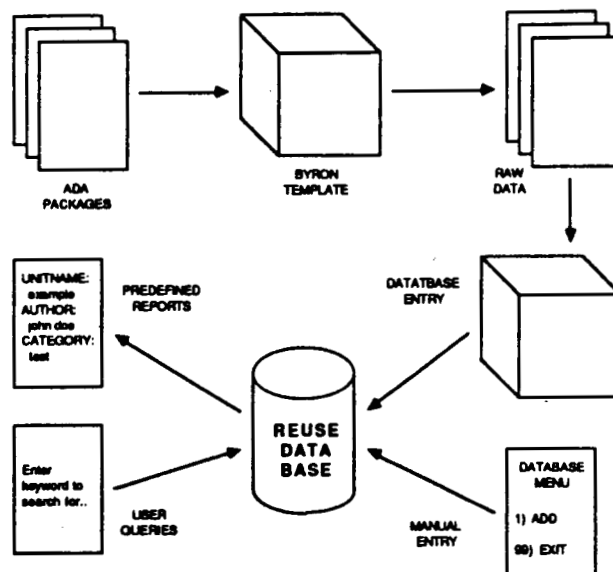 ADA
PACKAGES
BYRON
TEMPLATE
RAW
DATA
UNITNAME:
example
AUTHOR:
john doe
CATEGORY:
test
PREDEFINED
REPORTS
DATATBASE
ENTRY
REUSE
DATA
BASE
Enter
keyword to
search for..
USER
QUERIES
MANUAL
ENTRY
DATABASE
MENU
1) ADD
99) EXIT